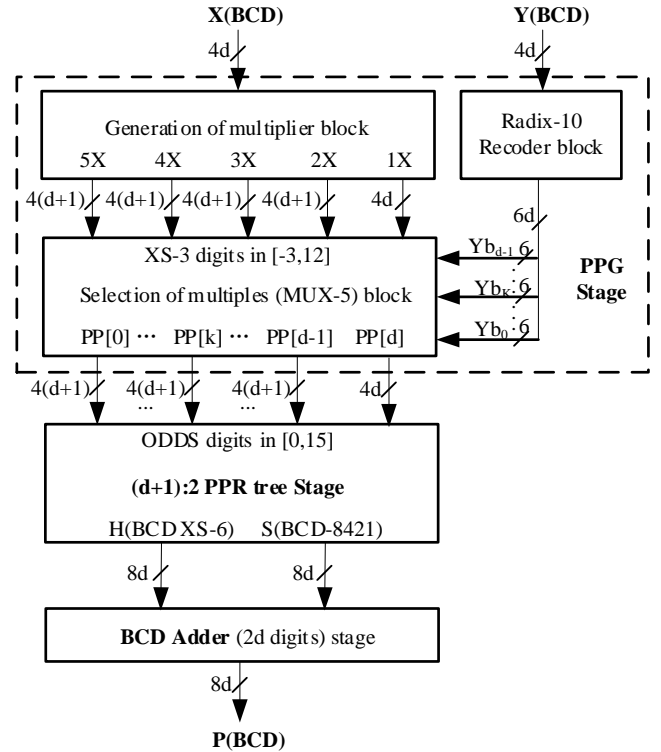 X(BCD) Y(BCD)
4d 4d
Generation of multiplier block
5X 4X 3X 2X 1X
Radix-10
Recoder block
4(d+1) 4(d+1) 4(d+1) 4(d+1) 4d
6d
XS-3 digits in [-3,12]
Selection of multiples (MUX-5) block
PP[0] ··· PP[k] ··· PP[d-1] PP[d]
Ybd-1 6
YbK 6
Yb0 6
PPG
Stage
4(d+1) 4(d+1) 4(d+1) 4d
... ...
ODDS digits in [0,15]
(d+1):2 PPR tree Stage
H(BCD XS-6) S(BCD-8421)
8d 8d
BCD Adder (2d digits) stage
8d
P(BCD)